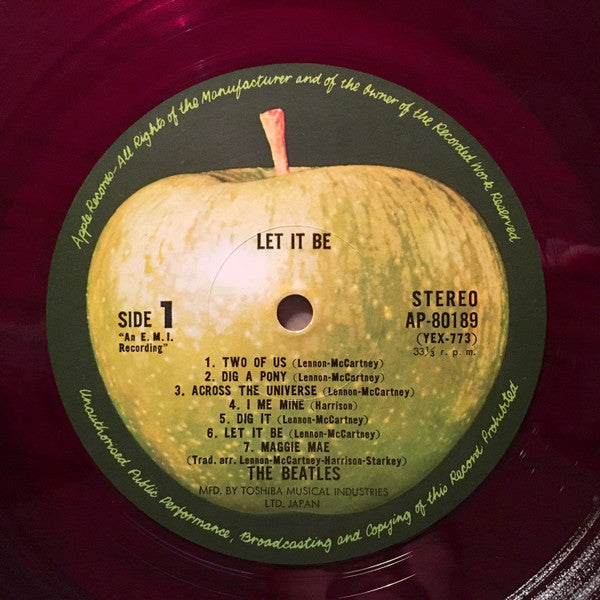 Apple Records-All Rights of the Manufacturer and of the Owner of the Recorded Work Reserved
LET IT BE
SIDE 1
"An E. M. I.
Recording"
STEREO
AP-80189
(YEX-773)
33⅓ r. p. m.
1. TWO OF US (Lennon-McCartney)
2. DIG A PONY (Lennon-McCartney)
3. ACROSS THE UNIVERSE (Lennon-McCartney)
4. I ME MINE (Harrison)
5. DIG IT (Lennon-McCartney)
6. LET IT BE (Lennon-McCartney)
7. MAGGIE MAE
(Trad. arr. Lennon-McCartney-Harrison-Starkey)
THE BEATLES
MFD. BY TOSHIBA MUSICAL INDUSTRIES
LTD. JAPAN
Unauthorised Public Performance, Broadcasting and Copying of this Record Prohibited